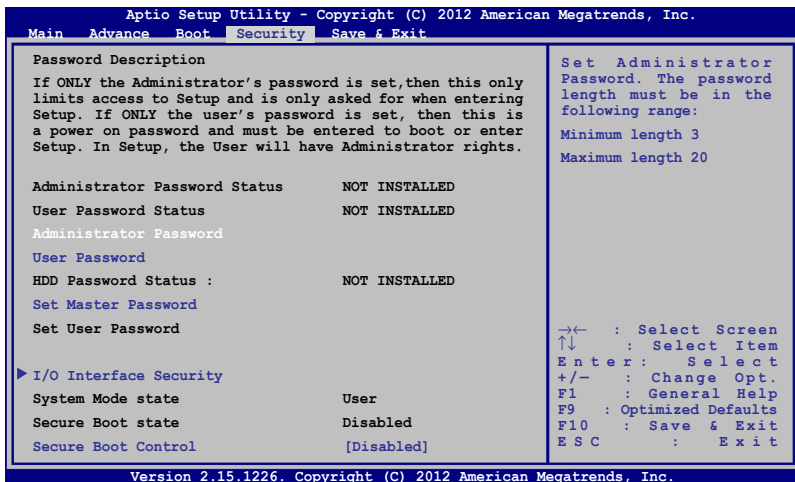 Aptio Setup Utility - Copyright (C) 2012 American Megatrends, Inc.
Main Advance Boot Security Save & Exit
Password Description
If ONLY the Administrator's password is set,then this only
limits access to Setup and is only asked for when entering
Setup. If ONLY the user's password is set, then this is
a power on password and must be entered to boot or enter
Setup. In Setup, the User will have Administrator rights.
Administrator Password Status NOT INSTALLED
User Password Status NOT INSTALLED
Administrator Password
User Password
HDD Password Status : NOT INSTALLED
Set Master Password
Set User Password
I/O Interface Security
System Mode state User
Secure Boot state Disabled
Secure Boot Control [Disabled]
Set Administrator
Password. The password
length must be in the
following range:
Minimum length 3
Maximum length 20
→← : Select Screen
↑↓ : Select Item
Enter: Select
+/— : Change Opt.
F1 : General Help
F9 : Optimized Defaults
F10 : Save & Exit
ESC : Exit
Version 2.15.1226. Copyright (C) 2012 American Megatrends, Inc.